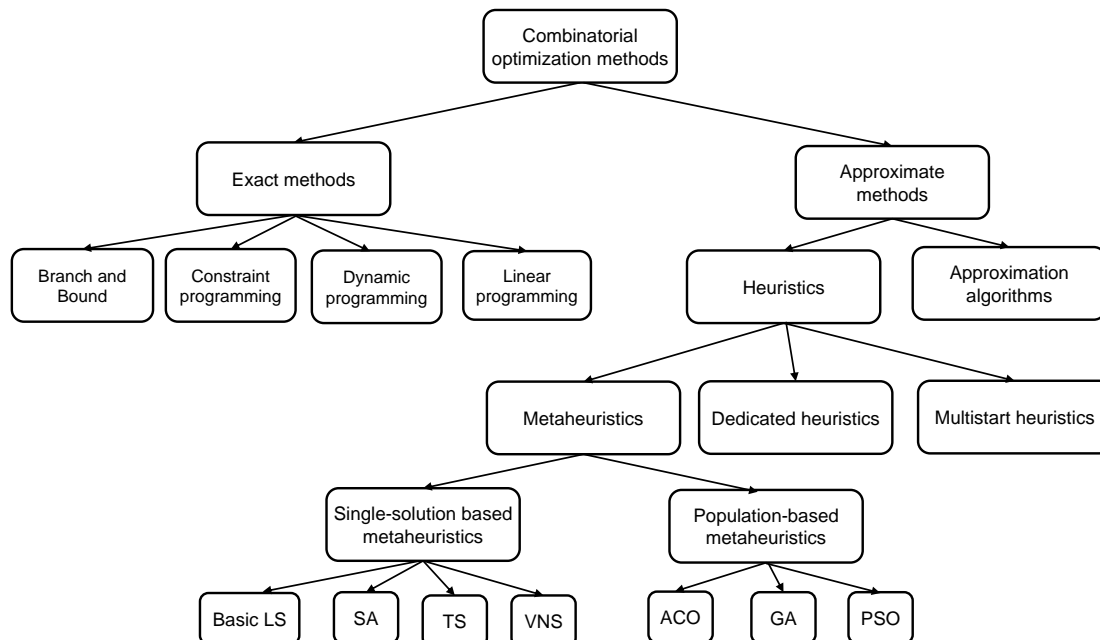 Combinatorial
optimization methods
Exact methods
Approximate
methods
Branch and
Bound
Constraint
programming
Dynamic
programming
Linear
programming
Heuristics
Approximation
algorithms
Metaheuristics
Dedicated heuristics
Multistart heuristics
Single-solution based
metaheuristics
Population-based
metaheuristics
Basic LS
SA
TS
VNS
ACO
GA
PSO